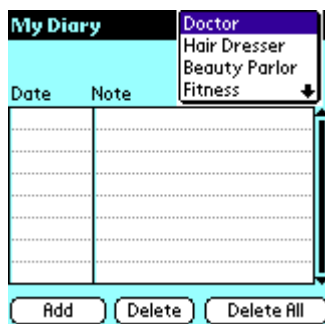 My Diary
Doctor
Hair Dresser
Beauty Parlor
Fitness
Date Note
Add Delete Delete All